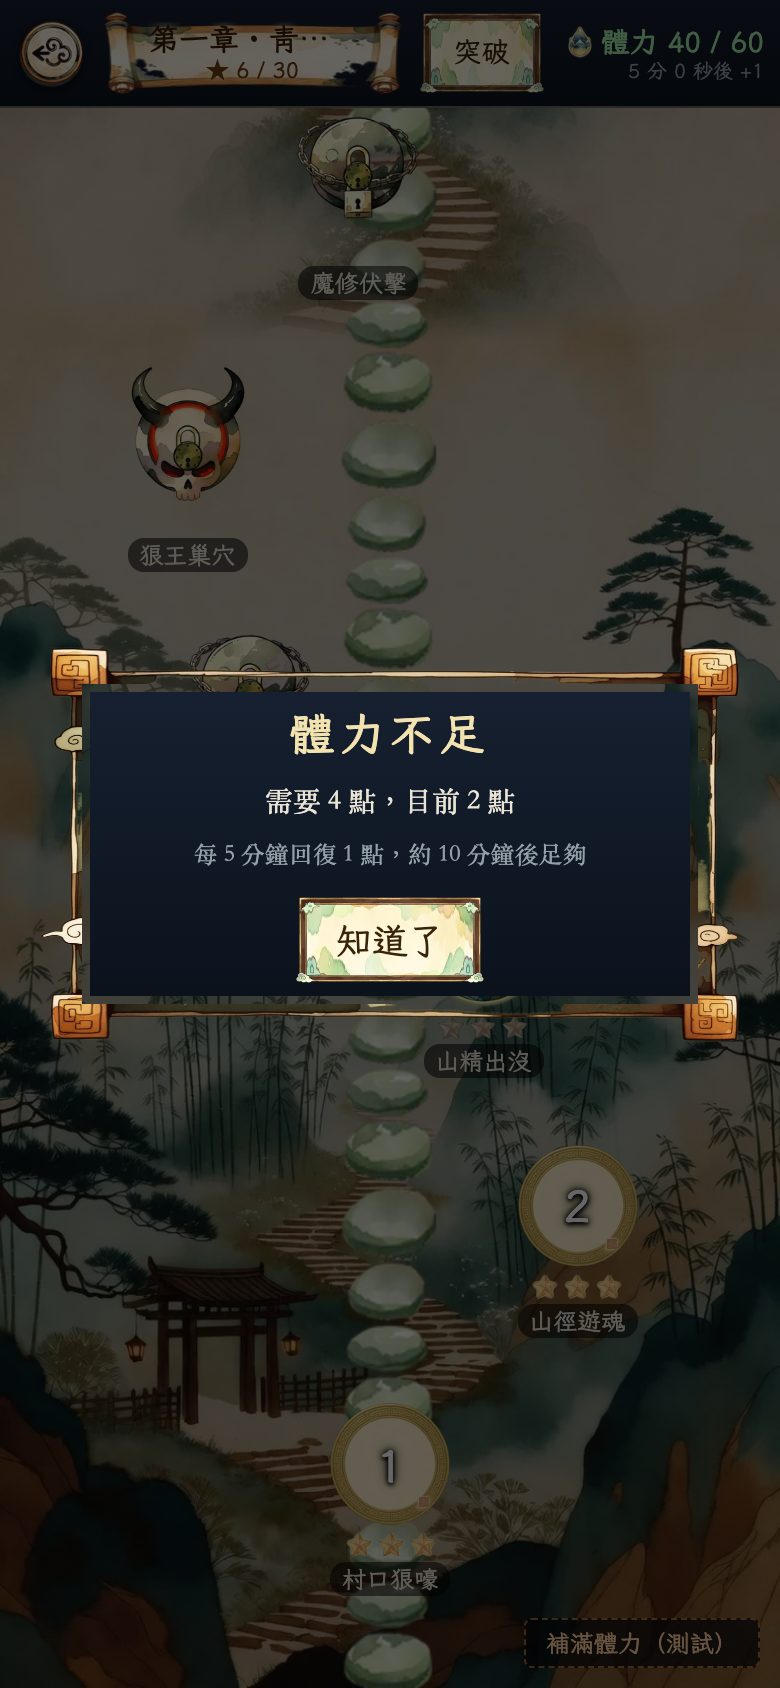 第一章・青…
★ 6 / 30
突破
體力 40 / 60
5 分 0 秒後 +1
魔修伏擊
狼王巢穴
體力不足
需要 4 點，目前 2 點
每 5 分鐘回復 1 點，約 10 分鐘後足夠
知道了
山精出沒
2
山徑遊魂
1
村口狼嚎
補滿體力（測試）